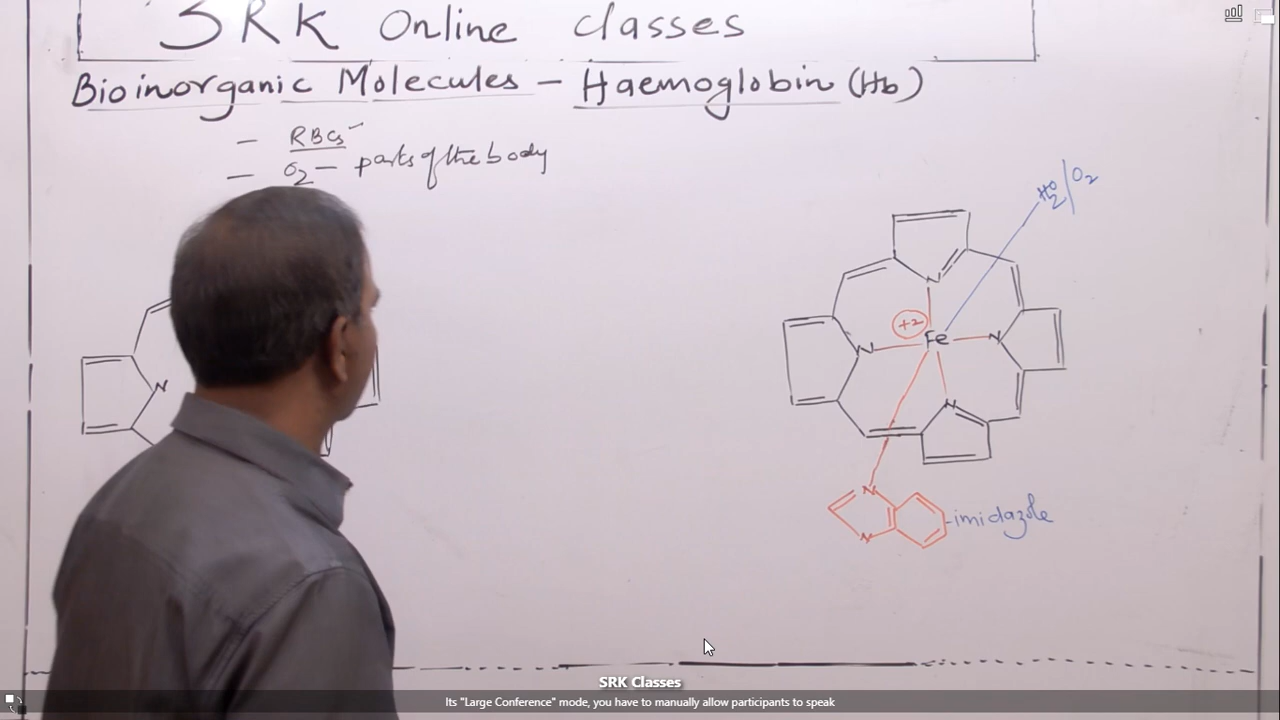 SRK Online classes
Bioinorganic Molecules - Haemoglobin (Hb)
- RBCs
- O2 - parts of the body
H2O/O2
N
+2
N Fe N
N
N
N
N
imidazole
SRK Classes
Its "Large Conference" mode, you have to manually allow participants to speak